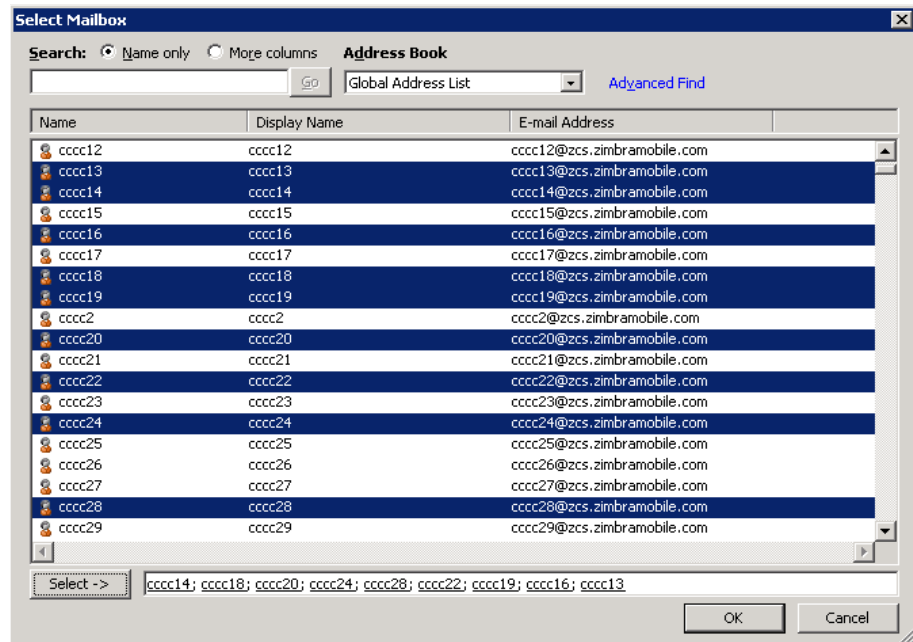 Select Mailbox
Search: Name only More columns Address Book
Go Global Address List Advanced Find
Name Display Name E-mail Address
cccc12 cccc12 cccc12@zcs.zimbramobile.com
cccc13 cccc13 cccc13@zcs.zimbramobile.com
cccc14 cccc14 cccc14@zcs.zimbramobile.com
cccc15 cccc15 cccc15@zcs.zimbramobile.com
cccc16 cccc16 cccc16@zcs.zimbramobile.com
cccc17 cccc17 cccc17@zcs.zimbramobile.com
cccc18 cccc18 cccc18@zcs.zimbramobile.com
cccc19 cccc19 cccc19@zcs.zimbramobile.com
cccc2 cccc2 cccc2@zcs.zimbramobile.com
cccc20 cccc20 cccc20@zcs.zimbramobile.com
cccc21 cccc21 cccc21@zcs.zimbramobile.com
cccc22 cccc22 cccc22@zcs.zimbramobile.com
cccc23 cccc23 cccc23@zcs.zimbramobile.com
cccc24 cccc24 cccc24@zcs.zimbramobile.com
cccc25 cccc25 cccc25@zcs.zimbramobile.com
cccc26 cccc26 cccc26@zcs.zimbramobile.com
cccc27 cccc27 cccc27@zcs.zimbramobile.com
cccc28 cccc28 cccc28@zcs.zimbramobile.com
cccc29 cccc29 cccc29@zcs.zimbramobile.com
Select -> cccc14; cccc18; cccc20; cccc24; cccc28; cccc22; cccc19; cccc16; cccc13
OK Cancel